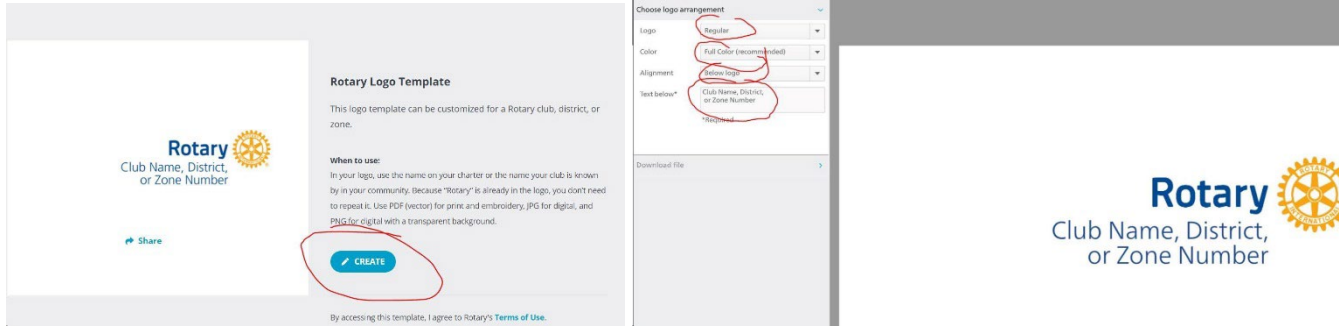 Rotary
Club Name, District,
or Zone Number
Share
Rotary Logo Template
This logo template can be customized for a Rotary club, district, or
zone.
When to use:
In your logo, use the name on your charter or the name your club is known
by in your community. Because "Rotary" is already in the logo, you don't need
to repeat it. Use PDF (vector) for print and embroidery, JPG for digital, and
PNG for digital with a transparent background.
CREATE
By accessing this template, I agree to Rotary's Terms of Use.
Choose logo arrangement
Logo
Regular
Color
Full Color (recommended)
Alignment
Below logo
Text below*
Club Name, District,
or Zone Number
*Required
Download file
Rotary
Club Name, District,
or Zone Number
ROTARY
INTERNATIONAL